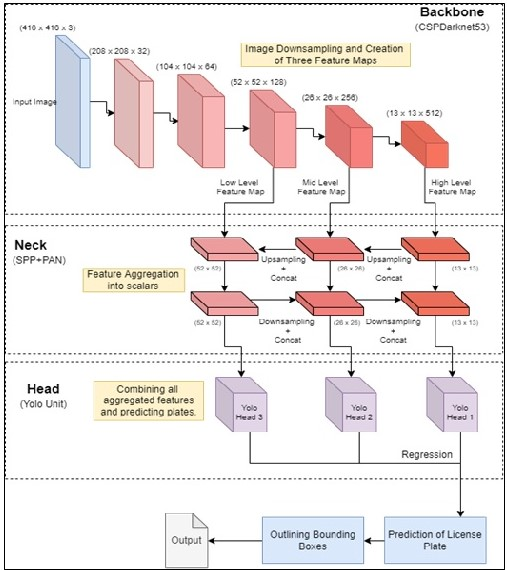 Backbone
(CSPDarknet53)
(416 x 416 x 3)
(208 x 208 x 32)
(104 x 104 x 64)
(52 x 52 x 128)
(26 x 26 x 256)
(13 x 13 x 512)
Image Downsampling and Creation
of Three Feature Maps
Input Image
Low Level
Feature Map
Mic Level
Feature Map
High Level
Feature Map
Neck
(SPP+PAN)
Feature Aggregation
into scalars
(52 x 52)
Upsampling
+
Concat
(26 x 26)
Upsampling
+
Concat
(13 x 13)
(52 x 52)
Downsampling
+
Concat
(26 x 26)
Downsampling
+
Concat
(13 x 13)
Head
(Yolo Unit)
Combining all
aggregated features
and predicting plates.
Yolo
Head 3
Yolo
Head 2
Yolo
Head 1
Regression
Output
Outlining Bounding
Boxes
Prediction of License
Plate